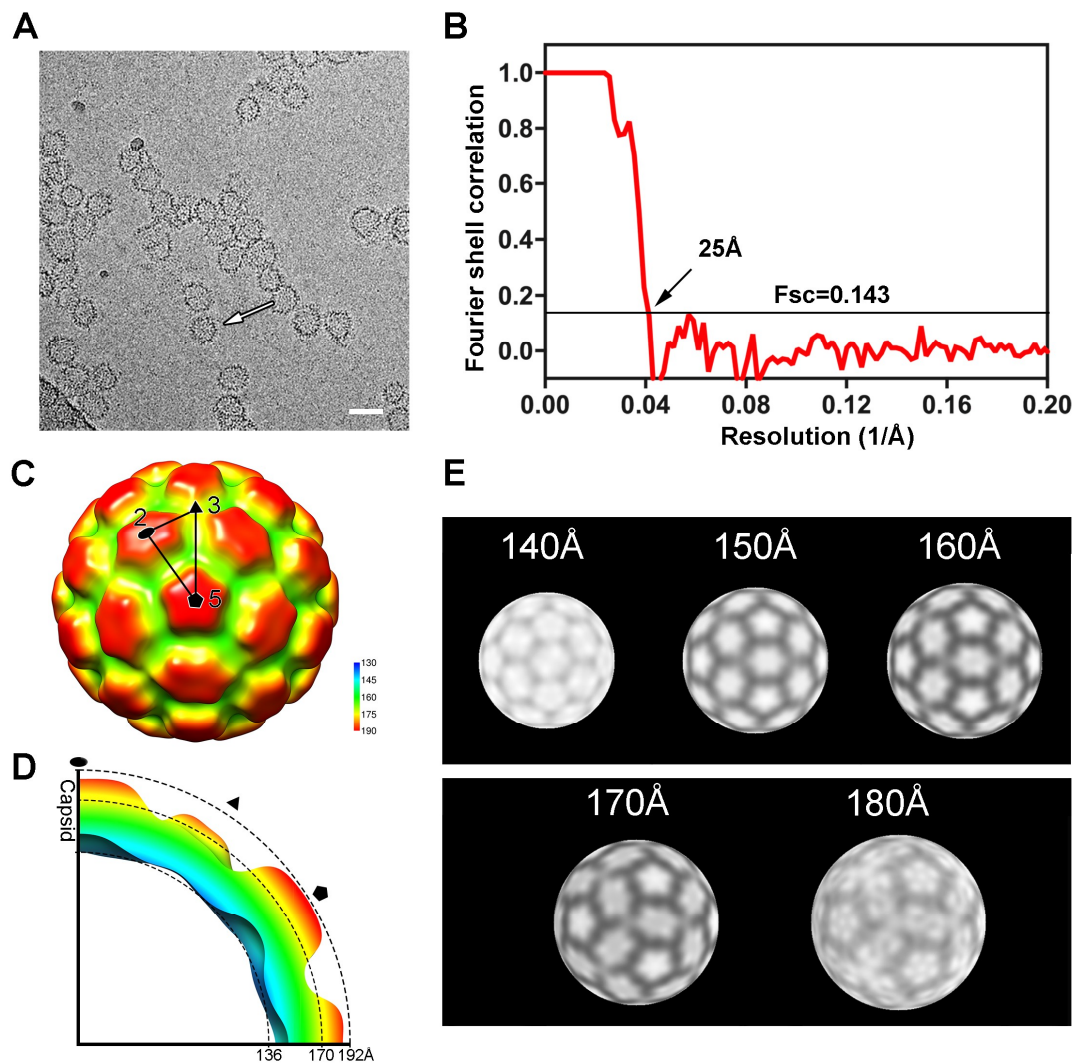 A
B
Fourier shell correlation
1.0
0.8
0.6
0.4
0.2
0.0
25Å
Fsc=0.143
0.00 0.04 0.08 0.12 0.16 0.20
Resolution (1/Å)
C
2
3
5
130
145
160
175
190
D
Capsid
136 170 192Å
E
140Å 150Å 160Å
170Å 180Å